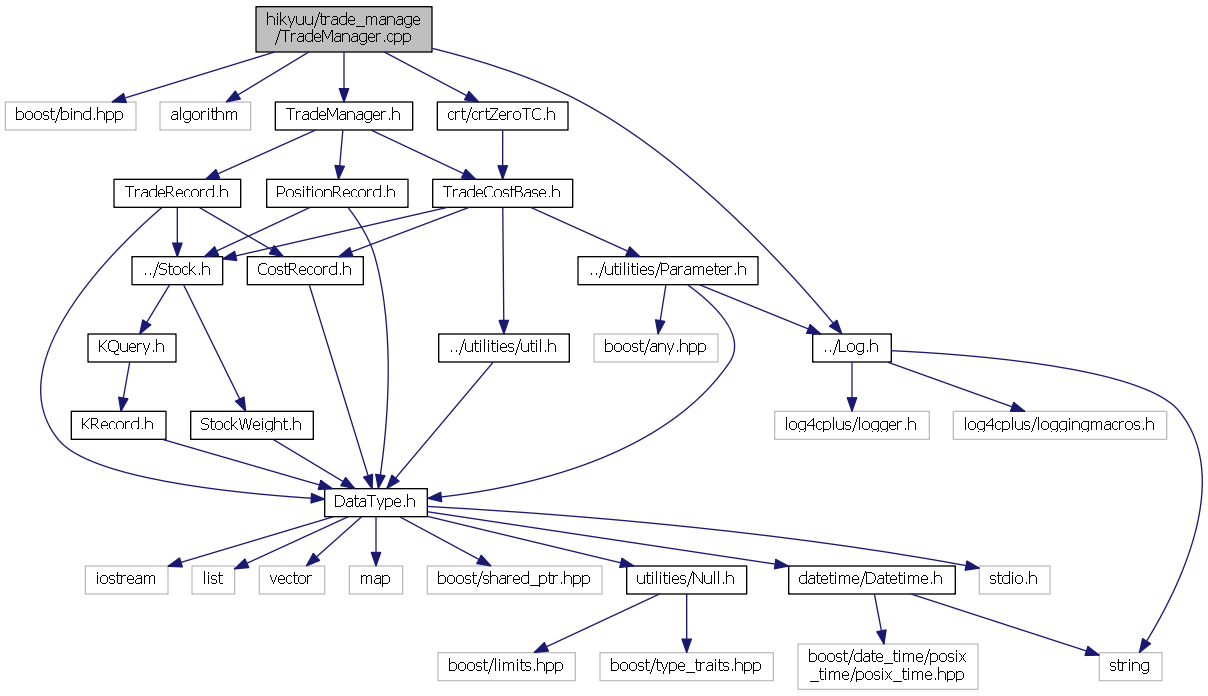 hikyuu/trade_manage
/TradeManager.cpp
boost/bind.hpp
algorithm
TradeManager.h
crt/crtZeroTC.h
TradeRecord.h
PositionRecord.h
TradeCostBase.h
../Stock.h
CostRecord.h
../utilities/Parameter.h
KQuery.h
../utilities/util.h
boost/any.hpp
../Log.h
KRecord.h
StockWeight.h
log4cplus/logger.h
log4cplus/loggingmacros.h
DataType.h
iostream
list
vector
map
boost/shared_ptr.hpp
utilities/Null.h
datetime/Datetime.h
stdio.h
boost/limits.hpp
boost/type_traits.hpp
boost/date_time/posix
_time/posix_time.hpp
string